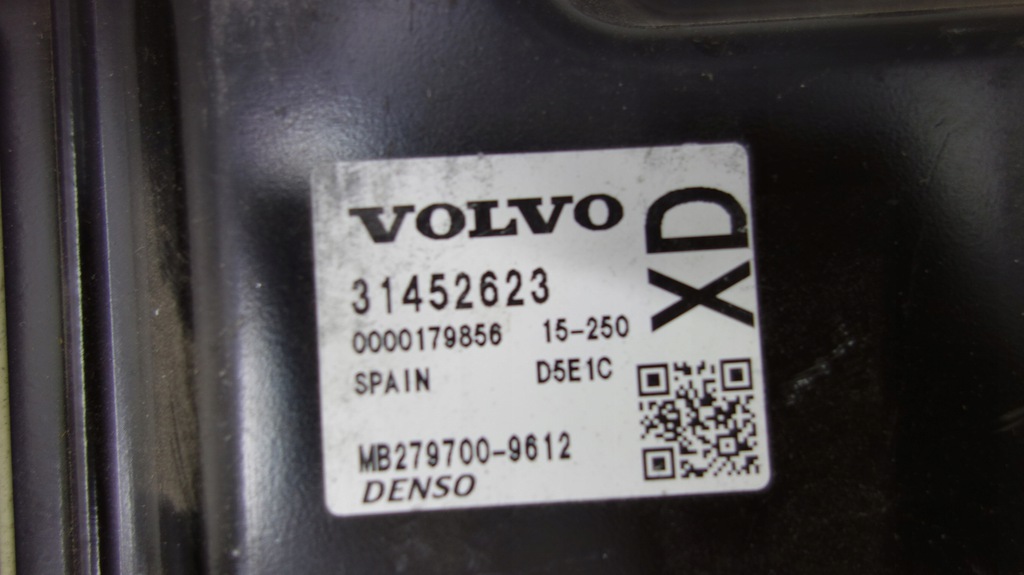 VOLVO
XD
31452623
0000179856 15-250
SPAIN D5E1C
MB279700-9612
DENSO